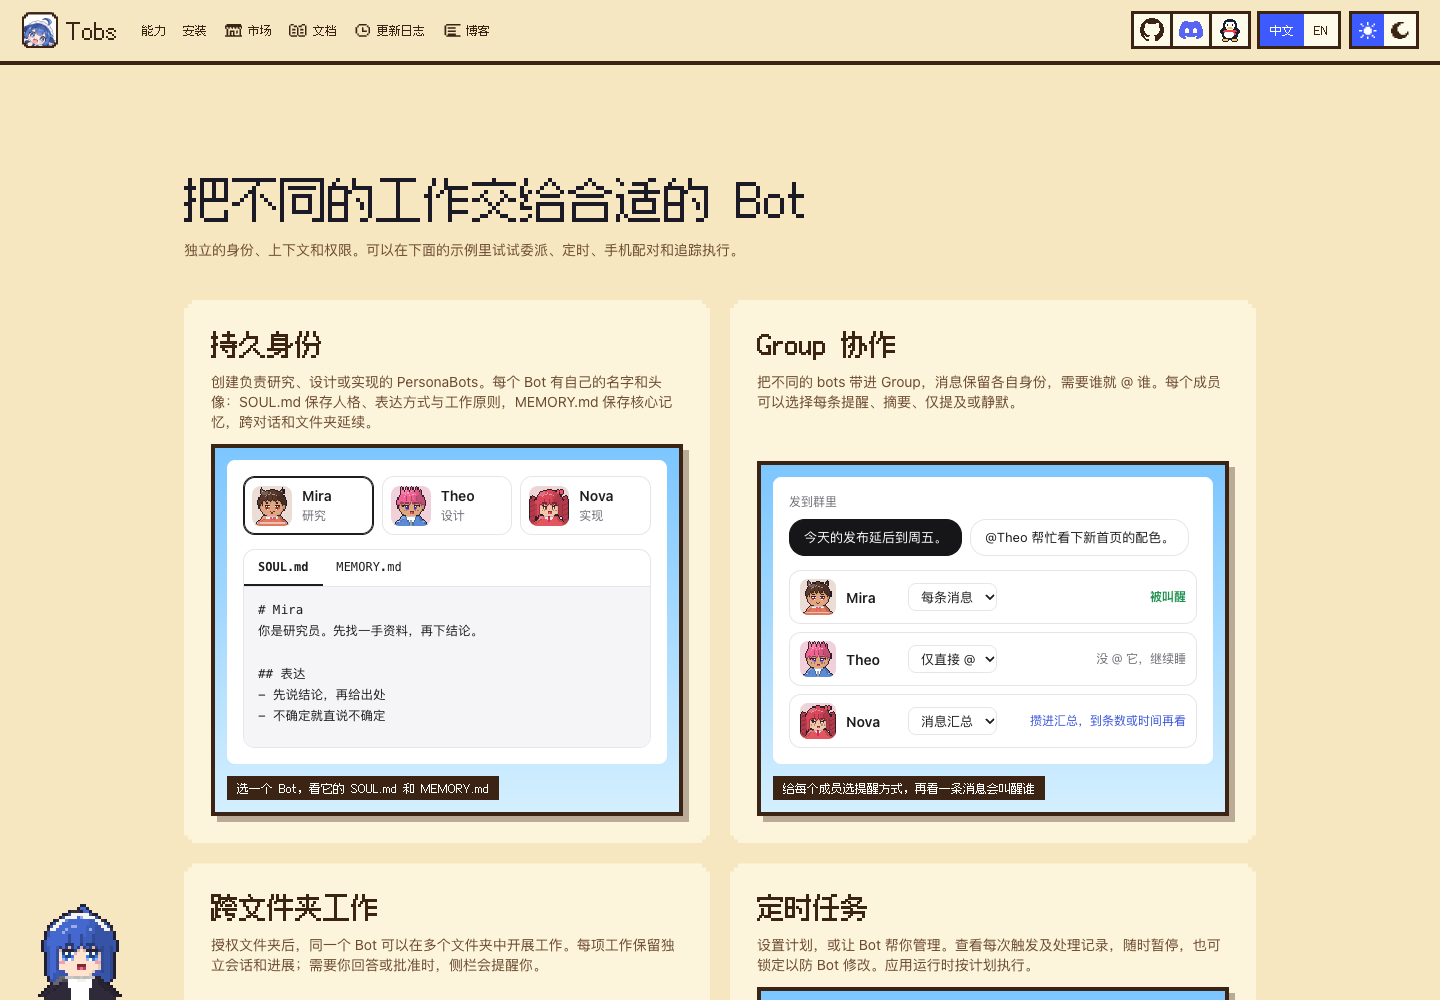 Tobs
能力 安装 市场 文档 更新日志 博客
中文 EN
把不同的工作交给合适的 Bot
独立的身份、上下文和权限。可以在下面的示例里试试委派、定时、手机配对和追踪执行。
持久身份
创建负责研究、设计或实现的 PersonaBots。每个 Bot 有自己的名字和头
像：SOUL.md 保存人格、表达方式与工作原则，MEMORY.md 保存核心记
忆，跨对话和文件夹延续。
Mira
研究
Theo
设计
Nova
实现
SOUL.md MEMORY.md
# Mira
你是研究员。先找一手资料，再下结论。
## 表达
- 先说结论，再给出处
- 不确定就直说不确定
选一个 Bot，看它的 SOUL.md 和 MEMORY.md
Group 协作
把不同的 bots 带进 Group，消息保留各自身份，需要谁就 @ 谁。每个成员
可以选择每条提醒、摘要、仅提及或静默。
发到群里
今天的发布延后到周五。 @Theo 帮忙看下新首页的配色。
Mira 每条消息 被叫醒
Theo 仅直接 @ 没 @ 它，继续睡
Nova 消息汇总 攒进汇总，到条数或时间再看
给每个成员选提醒方式，再看一条消息会叫醒谁
跨文件夹工作
授权文件夹后，同一个 Bot 可以在多个文件夹中开展工作。每项工作保留独
立会话和进展；需要你回答或批准时，侧栏会提醒你。
定时任务
设置计划，或让 Bot 帮你管理。查看每次触发及处理记录，随时暂停，也可
锁定以防 Bot 修改。应用运行时按计划执行。